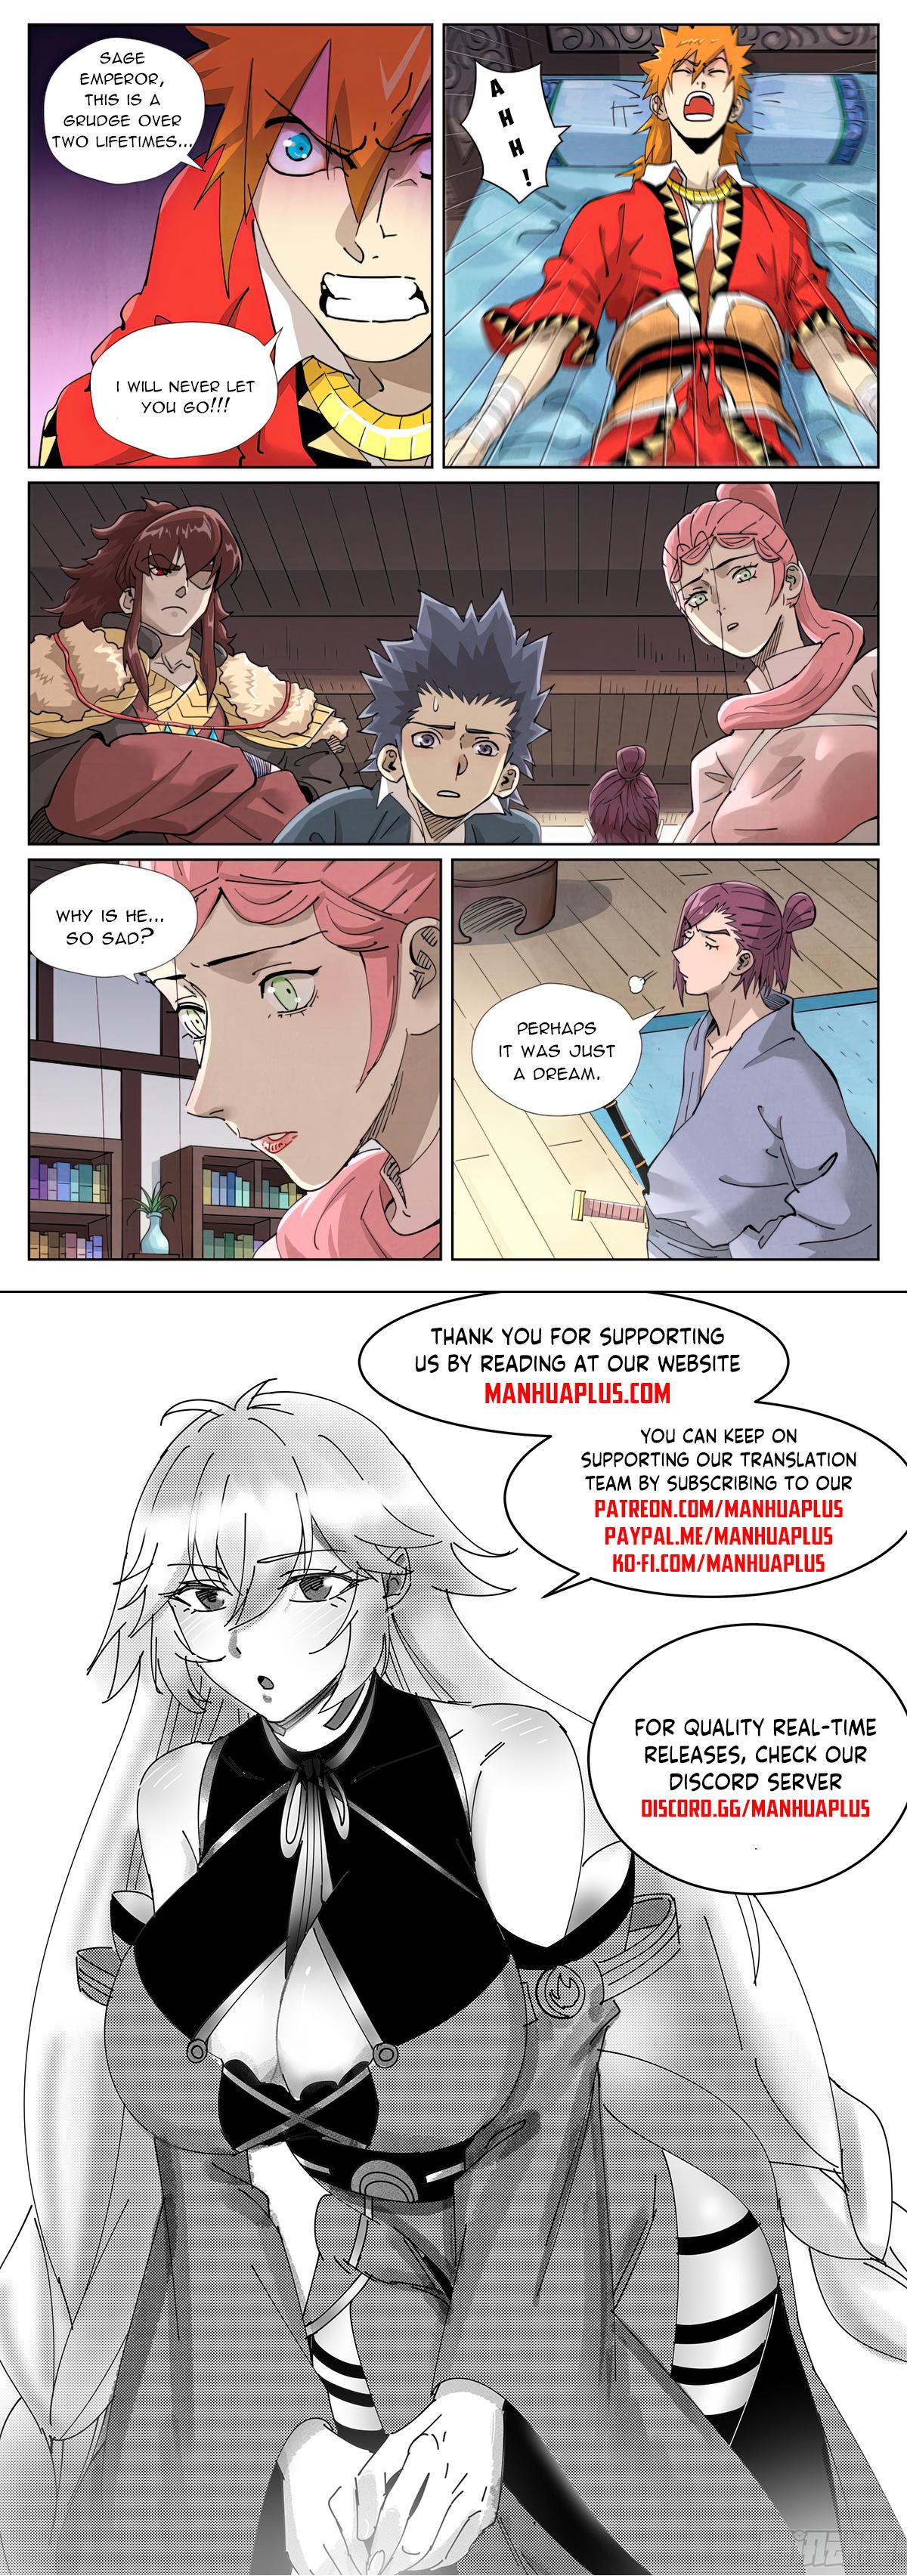 SAGE
EMPEROR,
THIS IS A
GRUDGE OVER
TWO LIFETIMES...
I WILL NEVER LET
YOU GO!!!
AHH!
WHY IS HE...
SO SAD?
PERHAPS
IT WAS JUST
A DREAM.
THANK YOU FOR SUPPORTING
US BY READING AT OUR WEBSITE
MANHUAPLUS.COM
YOU CAN KEEP ON
SUPPORTING OUR TRANSLATION
TEAM BY SUBSCRIBING TO OUR
PATREON.COM/MANHUAPLUS
PAYPAL.ME/MANHUAPLUS
KO-FI.COM/MANHUAPLUS
FOR QUALITY REAL-TIME
RELEASES, CHECK OUR
DISCORD SERVER
DISCORD.GG/MANHUAPLUS